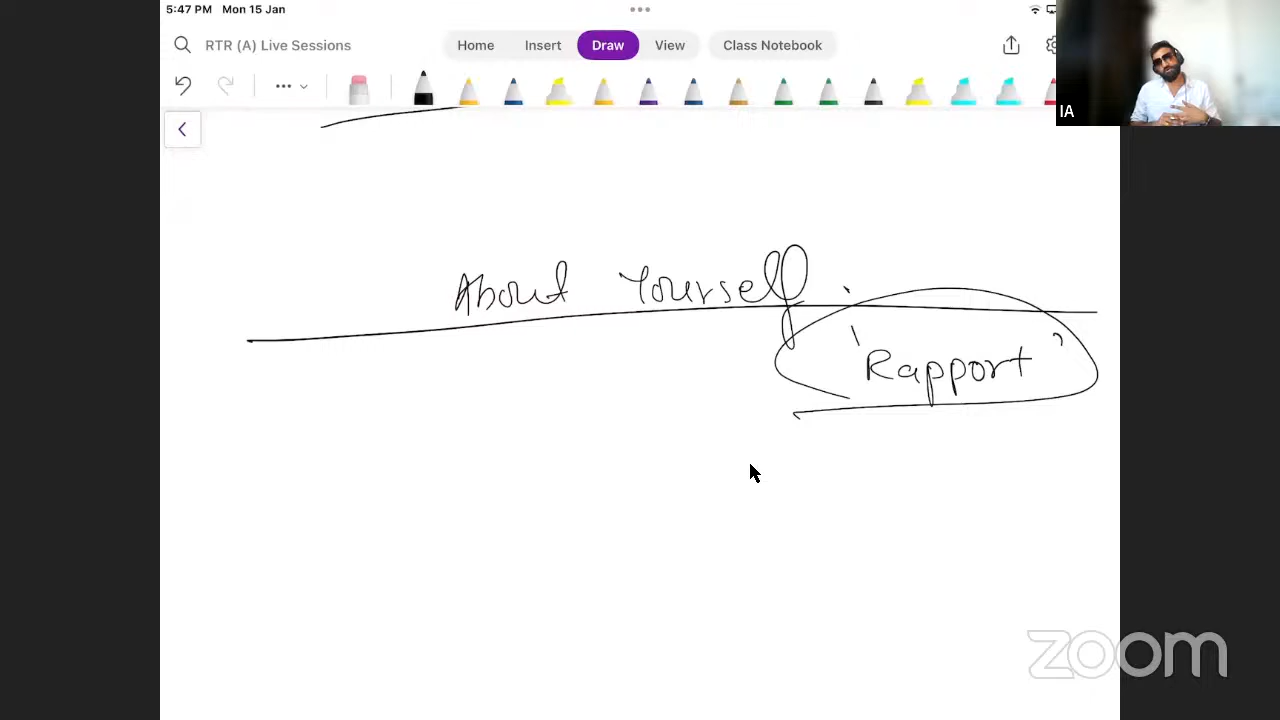 5:47 PM Mon 15 Jan
RTR (A) Live Sessions
Home Insert Draw View Class Notebook
IA
About Yourself.
'Rapport'
zoom